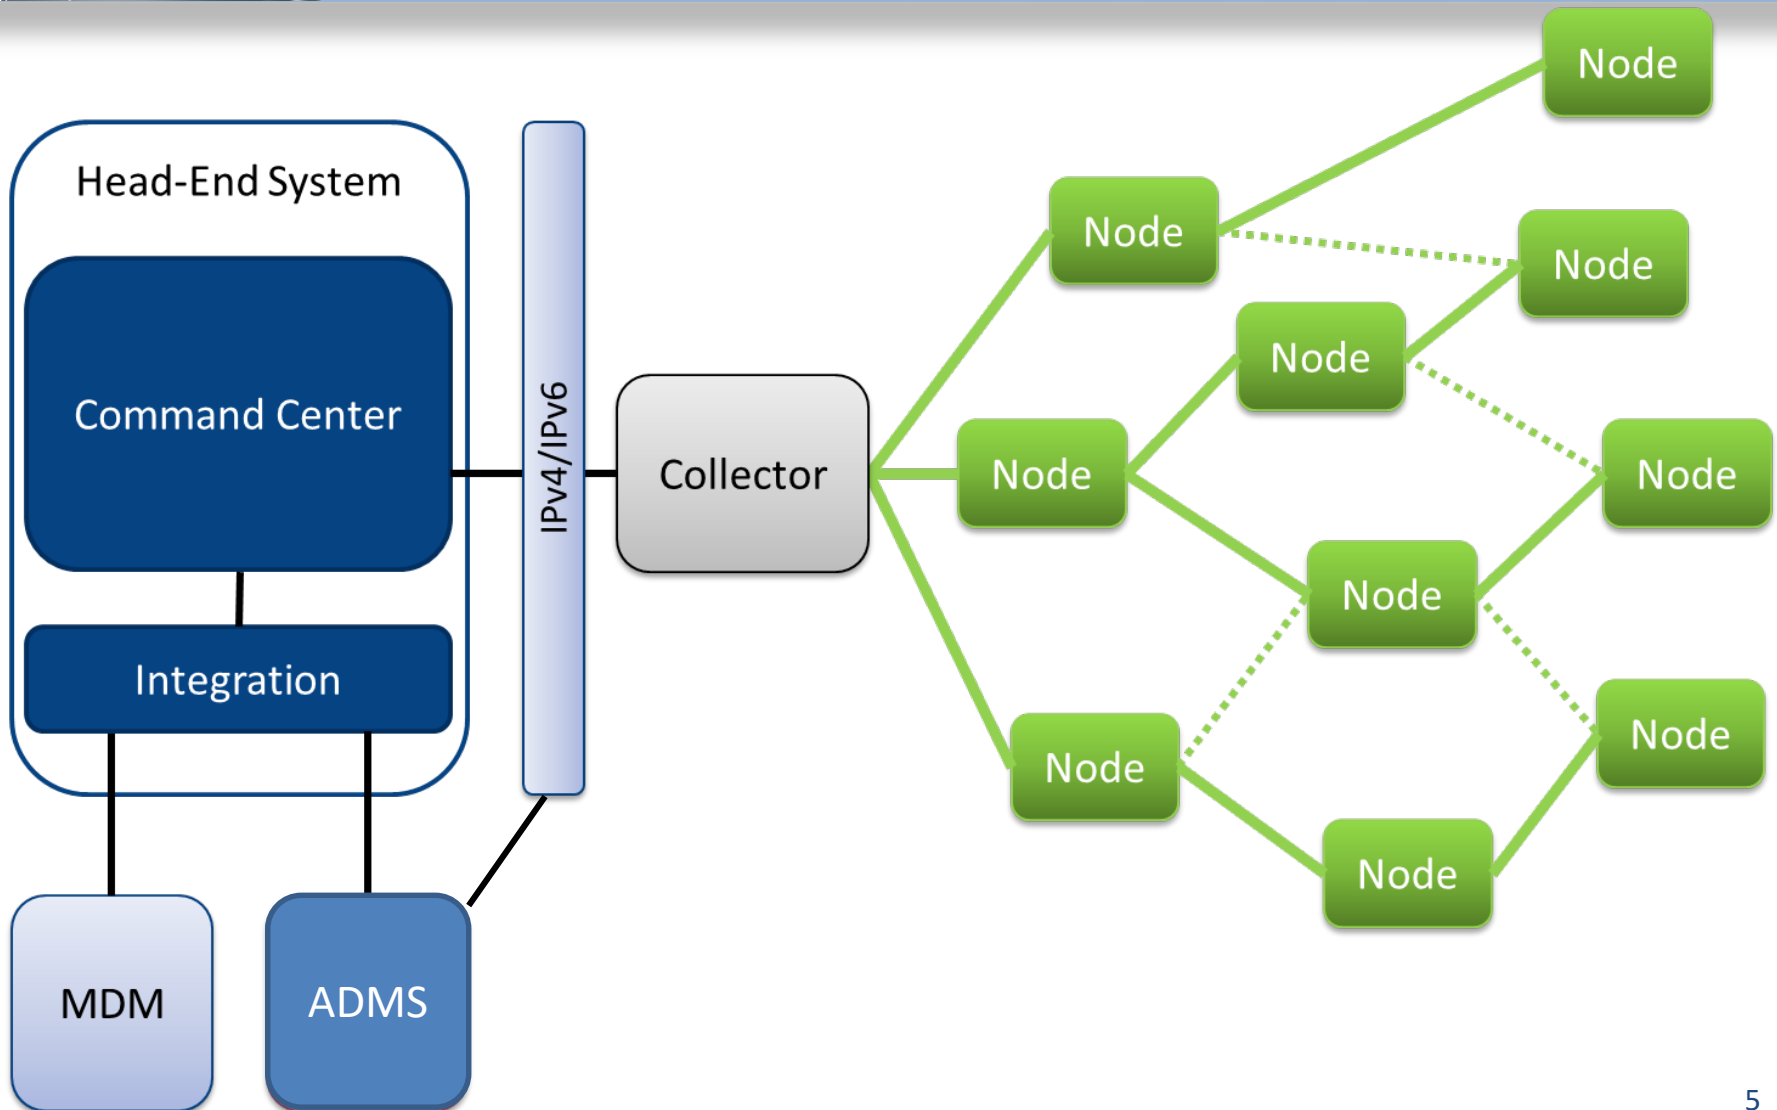 Head-End System
Command Center
Integration
MDM
ADMS
IPv4/IPv6
Collector
Node
Node
Node
Node
Node
Node
Node
Node
Node
Node
5